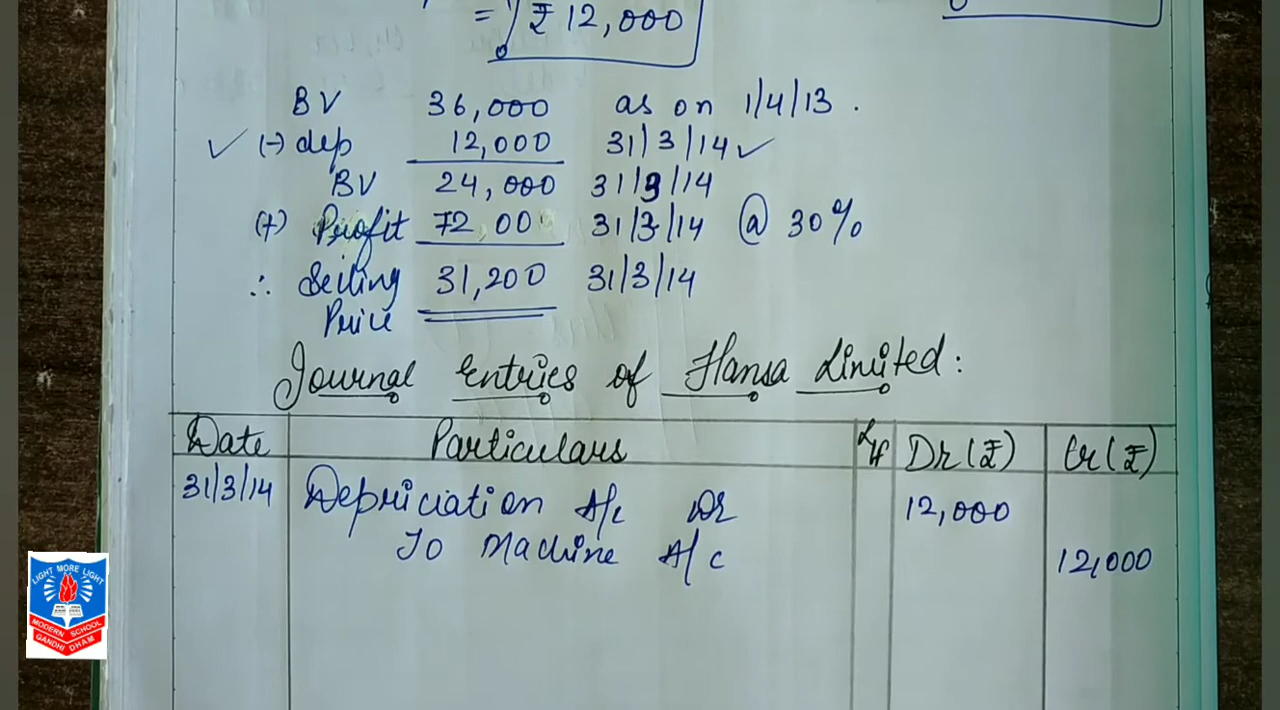 = ₹ 12,000
BV 36,000 as on 1/4/13 .
(-) dep 12,000 31/3/14
BV 24,000 31/3/14
(+) Profit 72,00 31/3/14 @ 30%
∴ Selling 31,200 31/3/14
Price
Journal Entries of Hansa Limited:
Date Particulars Lf Dr (₹) Cr (₹)
31/3/14 Depriciation A/c Dr 12,000
To Machine A/c 12,000
LIGHT MORE LIGHT
MODERN SCHOOL
GANDHI DHAM